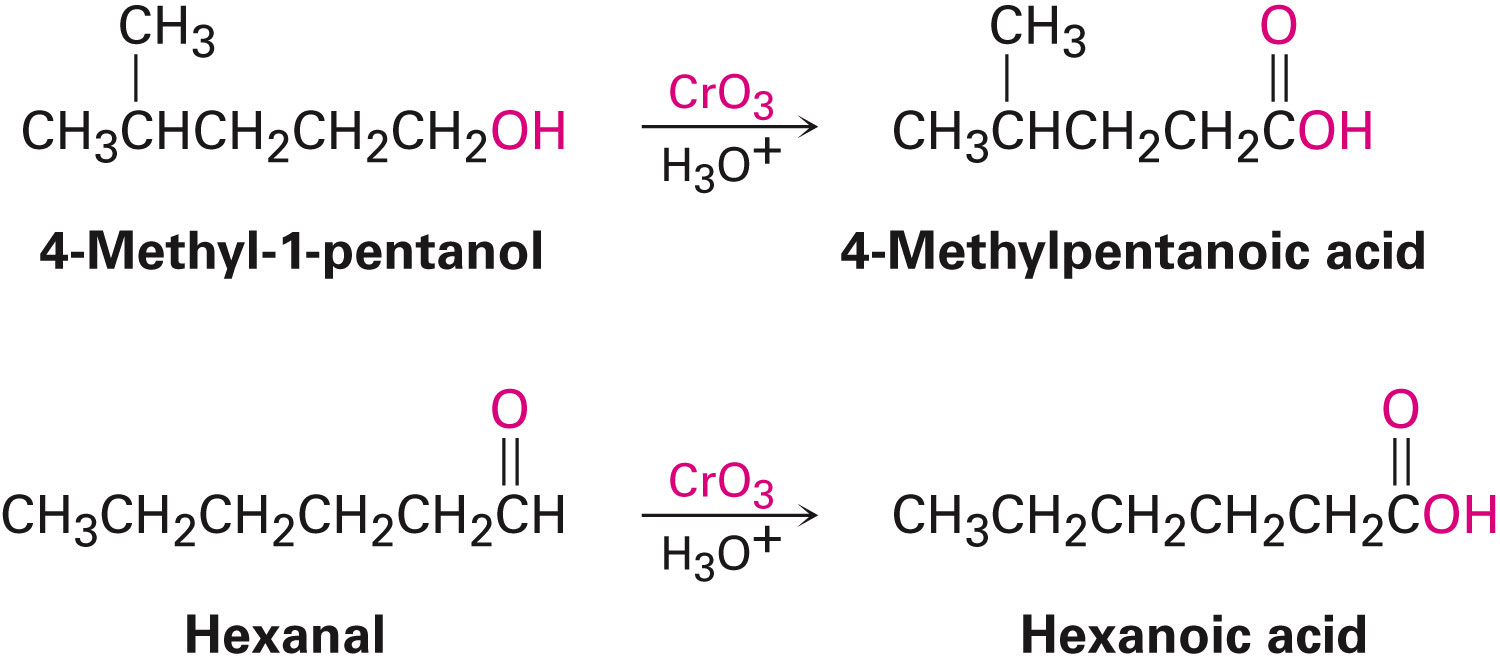 CH3 CH3 O
CH3CHCH2CH2CH2OH CrO3 H3O+ CH3CHCH2CH2COH
4-Methyl-1-pentanol 4-Methylpentanoic acid
O O
CH3CH2CH2CH2CH2CH CrO3 H3O+ CH3CH2CH2CH2CH2COH
Hexanal Hexanoic acid